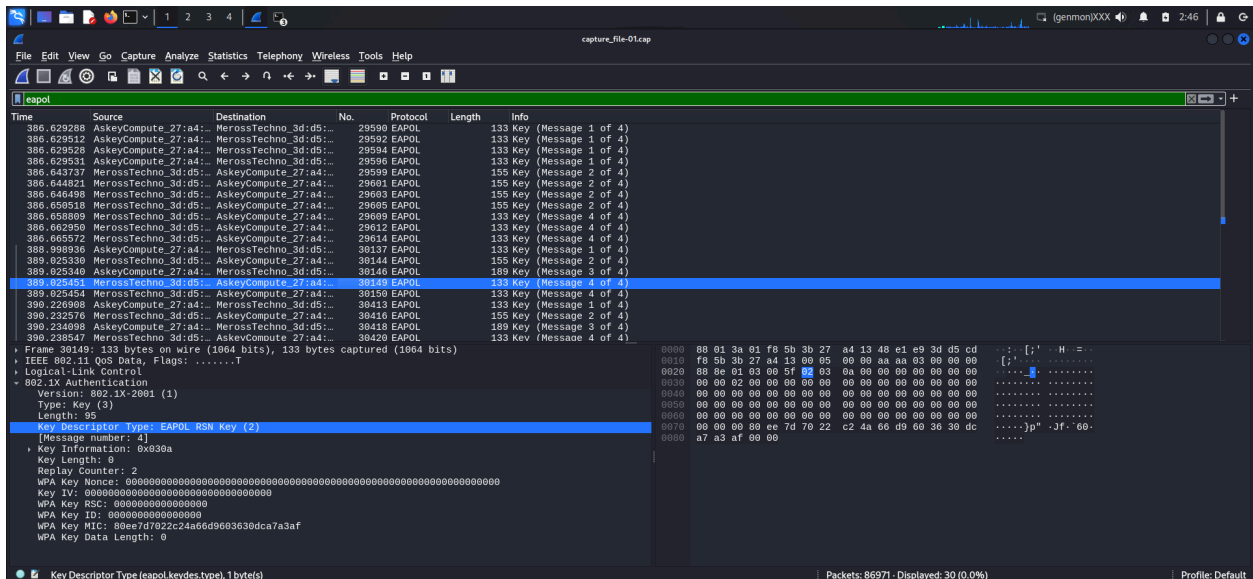 1 2 3 4 (genmon)XXX 2:46
capture_file-01.cap
File Edit View Go Capture Analyze Statistics Telephony Wireless Tools Help
eapol
Time Source Destination No. Protocol Length Info
386.629288 AskeyCompute_27:a4:… MerossTechno_3d:d5:… 29590 EAPOL 133 Key (Message 1 of 4)
386.629512 AskeyCompute_27:a4:… MerossTechno_3d:d5:… 29592 EAPOL 133 Key (Message 1 of 4)
386.629528 AskeyCompute_27:a4:… MerossTechno_3d:d5:… 29594 EAPOL 133 Key (Message 1 of 4)
386.629531 AskeyCompute_27:a4:… MerossTechno_3d:d5:… 29596 EAPOL 133 Key (Message 1 of 4)
386.643737 MerossTechno_3d:d5:… AskeyCompute_27:a4:… 29599 EAPOL 155 Key (Message 2 of 4)
386.644821 MerossTechno_3d:d5:… AskeyCompute_27:a4:… 29601 EAPOL 155 Key (Message 2 of 4)
386.646498 MerossTechno_3d:d5:… AskeyCompute_27:a4:… 29603 EAPOL 155 Key (Message 2 of 4)
386.650518 MerossTechno_3d:d5:… AskeyCompute_27:a4:… 29605 EAPOL 155 Key (Message 2 of 4)
386.658809 MerossTechno_3d:d5:… AskeyCompute_27:a4:… 29609 EAPOL 133 Key (Message 4 of 4)
386.662950 MerossTechno_3d:d5:… AskeyCompute_27:a4:… 29612 EAPOL 133 Key (Message 4 of 4)
386.665572 MerossTechno_3d:d5:… AskeyCompute_27:a4:… 29614 EAPOL 133 Key (Message 4 of 4)
388.998936 AskeyCompute_27:a4:… MerossTechno_3d:d5:… 30137 EAPOL 133 Key (Message 1 of 4)
389.025330 MerossTechno_3d:d5:… AskeyCompute_27:a4:… 30144 EAPOL 155 Key (Message 2 of 4)
389.025340 AskeyCompute_27:a4:… MerossTechno_3d:d5:… 30146 EAPOL 189 Key (Message 3 of 4)
389.025451 MerossTechno_3d:d5:… AskeyCompute_27:a4:… 30149 EAPOL 133 Key (Message 4 of 4)
389.025454 MerossTechno_3d:d5:… AskeyCompute_27:a4:… 30150 EAPOL 133 Key (Message 4 of 4)
390.226908 AskeyCompute_27:a4:… MerossTechno_3d:d5:… 30413 EAPOL 133 Key (Message 1 of 4)
390.232576 MerossTechno_3d:d5:… AskeyCompute_27:a4:… 30416 EAPOL 155 Key (Message 2 of 4)
390.234098 AskeyCompute_27:a4:… MerossTechno_3d:d5:… 30418 EAPOL 189 Key (Message 3 of 4)
390.238547 MerossTechno_3d:d5:… AskeyCompute_27:a4:… 30420 EAPOL 133 Key (Message 4 of 4)
Frame 30149: 133 bytes on wire (1064 bits), 133 bytes captured (1064 bits)
IEEE 802.11 QoS Data, Flags: .......T
Logical-Link Control
802.1X Authentication
Version: 802.1X-2001 (1)
Type: Key (3)
Length: 95
Key Descriptor Type: EAPOL RSN Key (2)
[Message number: 4]
Key Information: 0x030a
Key Length: 0
Replay Counter: 2
WPA Key Nonce: 0000000000000000000000000000000000000000000000000000000000000000
Key IV: 00000000000000000000000000000000
WPA Key RSC: 0000000000000000
WPA Key ID: 0000000000000000
WPA Key MIC: 80ee7d7022c24a66d9603630dca7a3af
WPA Key Data Length: 0
0000 88 01 3a 01 f8 5b 3b 27 a4 13 48 e1 e9 3d d5 cd ··:··[;' ··H··=··
0010 f8 5b 3b 27 a4 13 00 05 00 00 aa aa 03 00 00 00 ·[;'···· ········
0020 88 8e 01 03 00 5f 02 03 0a 00 00 00 00 00 00 00 ·····_·· ········
0030 00 00 02 00 00 00 00 00 00 00 00 00 00 00 00 00 ········ ········
0040 00 00 00 00 00 00 00 00 00 00 00 00 00 00 00 00 ········ ········
0050 00 00 00 00 00 00 00 00 00 00 00 00 00 00 00 00 ········ ········
0060 00 00 00 00 00 00 00 00 00 00 00 00 00 00 00 00 ········ ········
0070 00 00 00 80 ee 7d 70 22 c2 4a 66 d9 60 36 30 dc ·····}p" ·Jf·`60·
0080 a7 a3 af 00 00 ·····
Key Descriptor Type (eapol.keydes.type), 1 byte(s) Packets: 86971 · Displayed: 30 (0.0%) Profile: Default